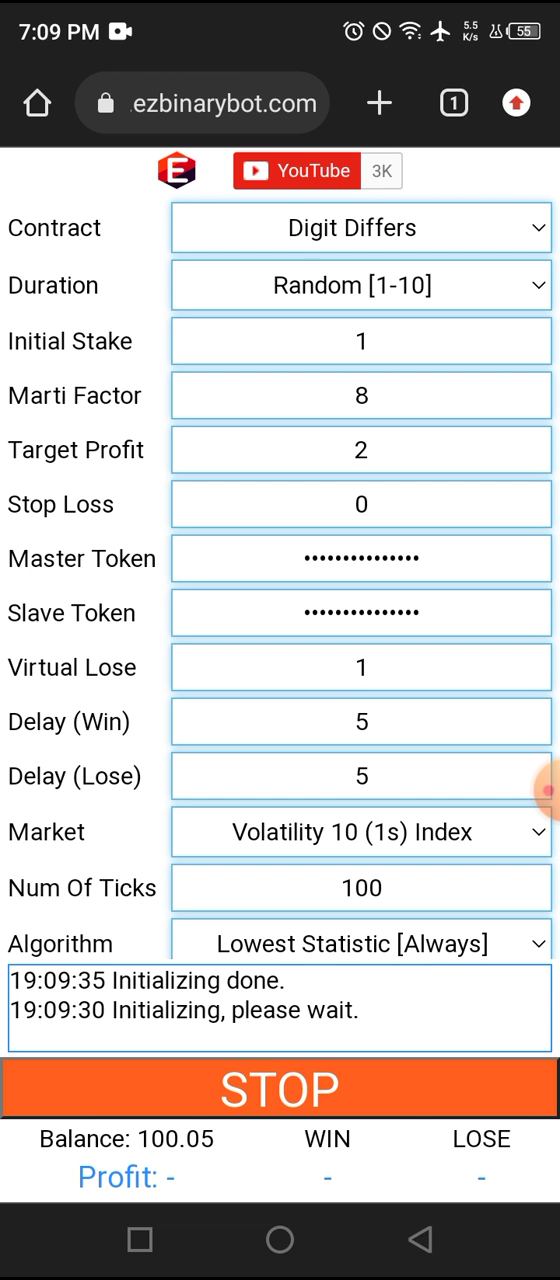 7:09 PM
5.5 K/s
55
.ezbinarybot.com
1
E
YouTube 3K
Contract Digit Differs
Duration Random [1-10]
Initial Stake 1
Marti Factor 8
Target Profit 2
Stop Loss 0
Master Token •••••••••••••••
Slave Token •••••••••••••••
Virtual Lose 1
Delay (Win) 5
Delay (Lose) 5
Market Volatility 10 (1s) Index
Num Of Ticks 100
Algorithm Lowest Statistic [Always]
19:09:35 Initializing done.
19:09:30 Initializing, please wait.
STOP
Balance: 100.05 WIN LOSE
Profit: - - -